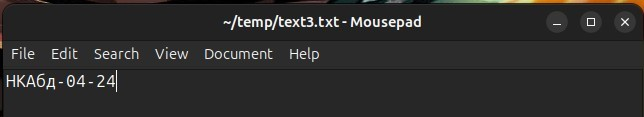 ~/temp/text3.txt - Mousepad
File Edit Search View Document Help
НКАбд-04-24